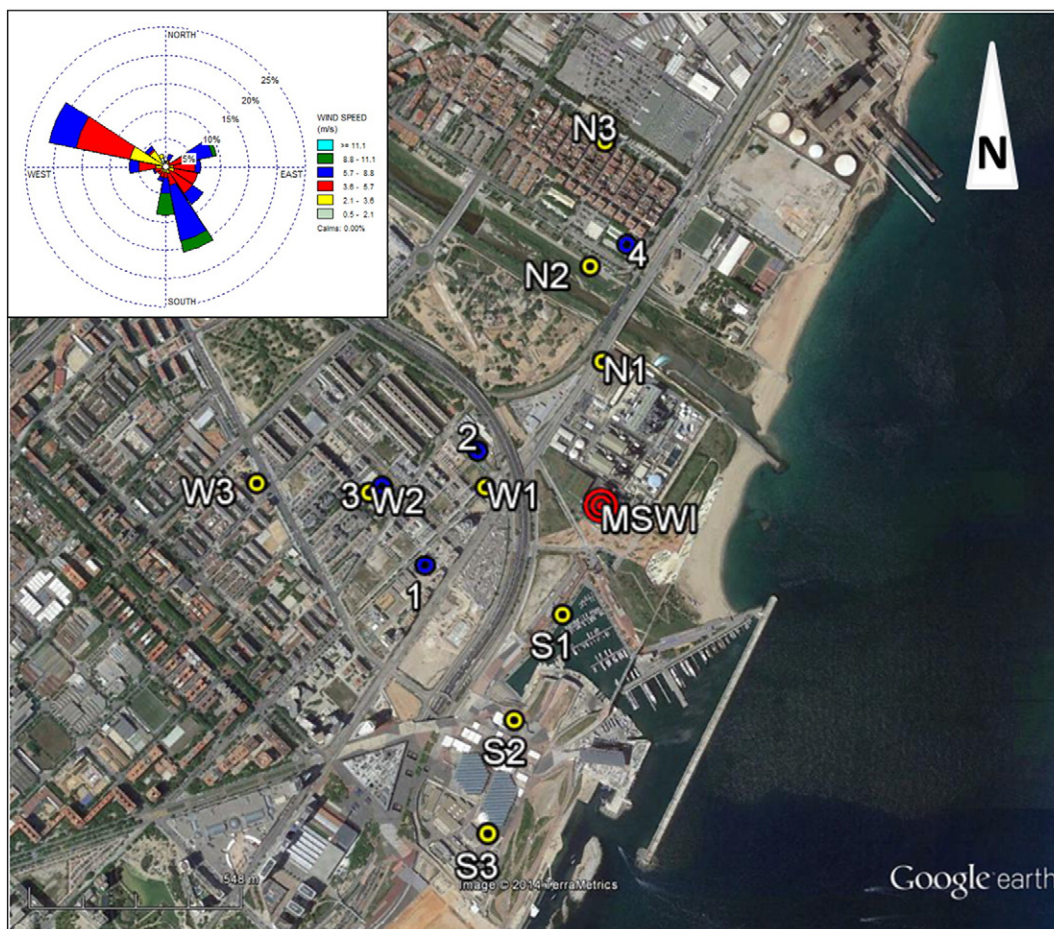 NORTH
25%
20%
15%
10%
5%
WEST
EAST
SOUTH
WIND SPEED
(m/s)
>= 11.1
8.8 - 11.1
5.7 - 8.8
3.6 - 5.7
2.1 - 3.6
0.5 - 2.1
Calms: 0.00%
N
N3
4
N2
N1
2
W3
3
W2
W1
MSWI
1
S1
S2
S3
548 m
Image © 2014 TerraMetrics
Google earth